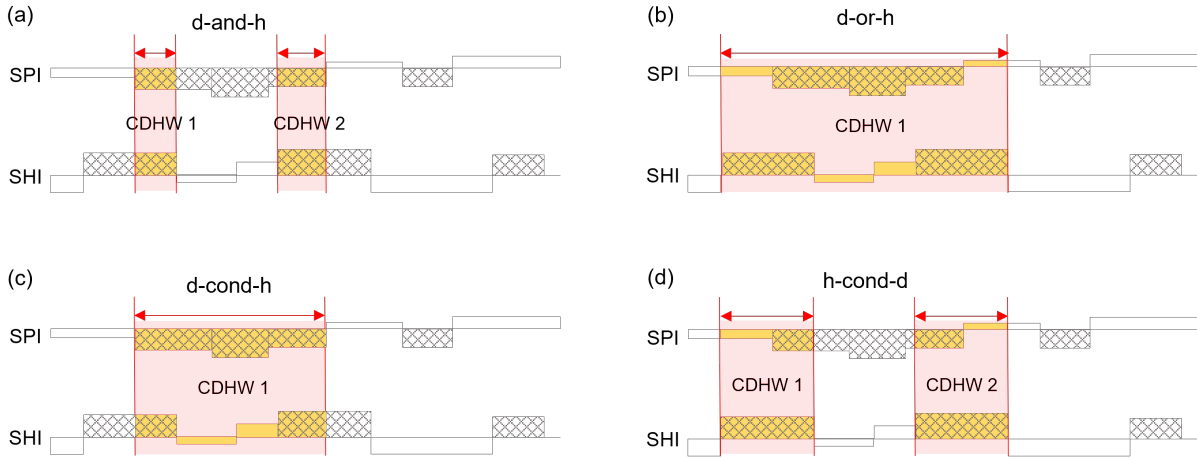 (a)
d-and-h
SPI
CDHW 1
CDHW 2
SHI
(b)
d-or-h
SPI
CDHW 1
SHI
(c)
d-cond-h
SPI
CDHW 1
SHI
(d)
h-cond-d
SPI
CDHW 1
CDHW 2
SHI